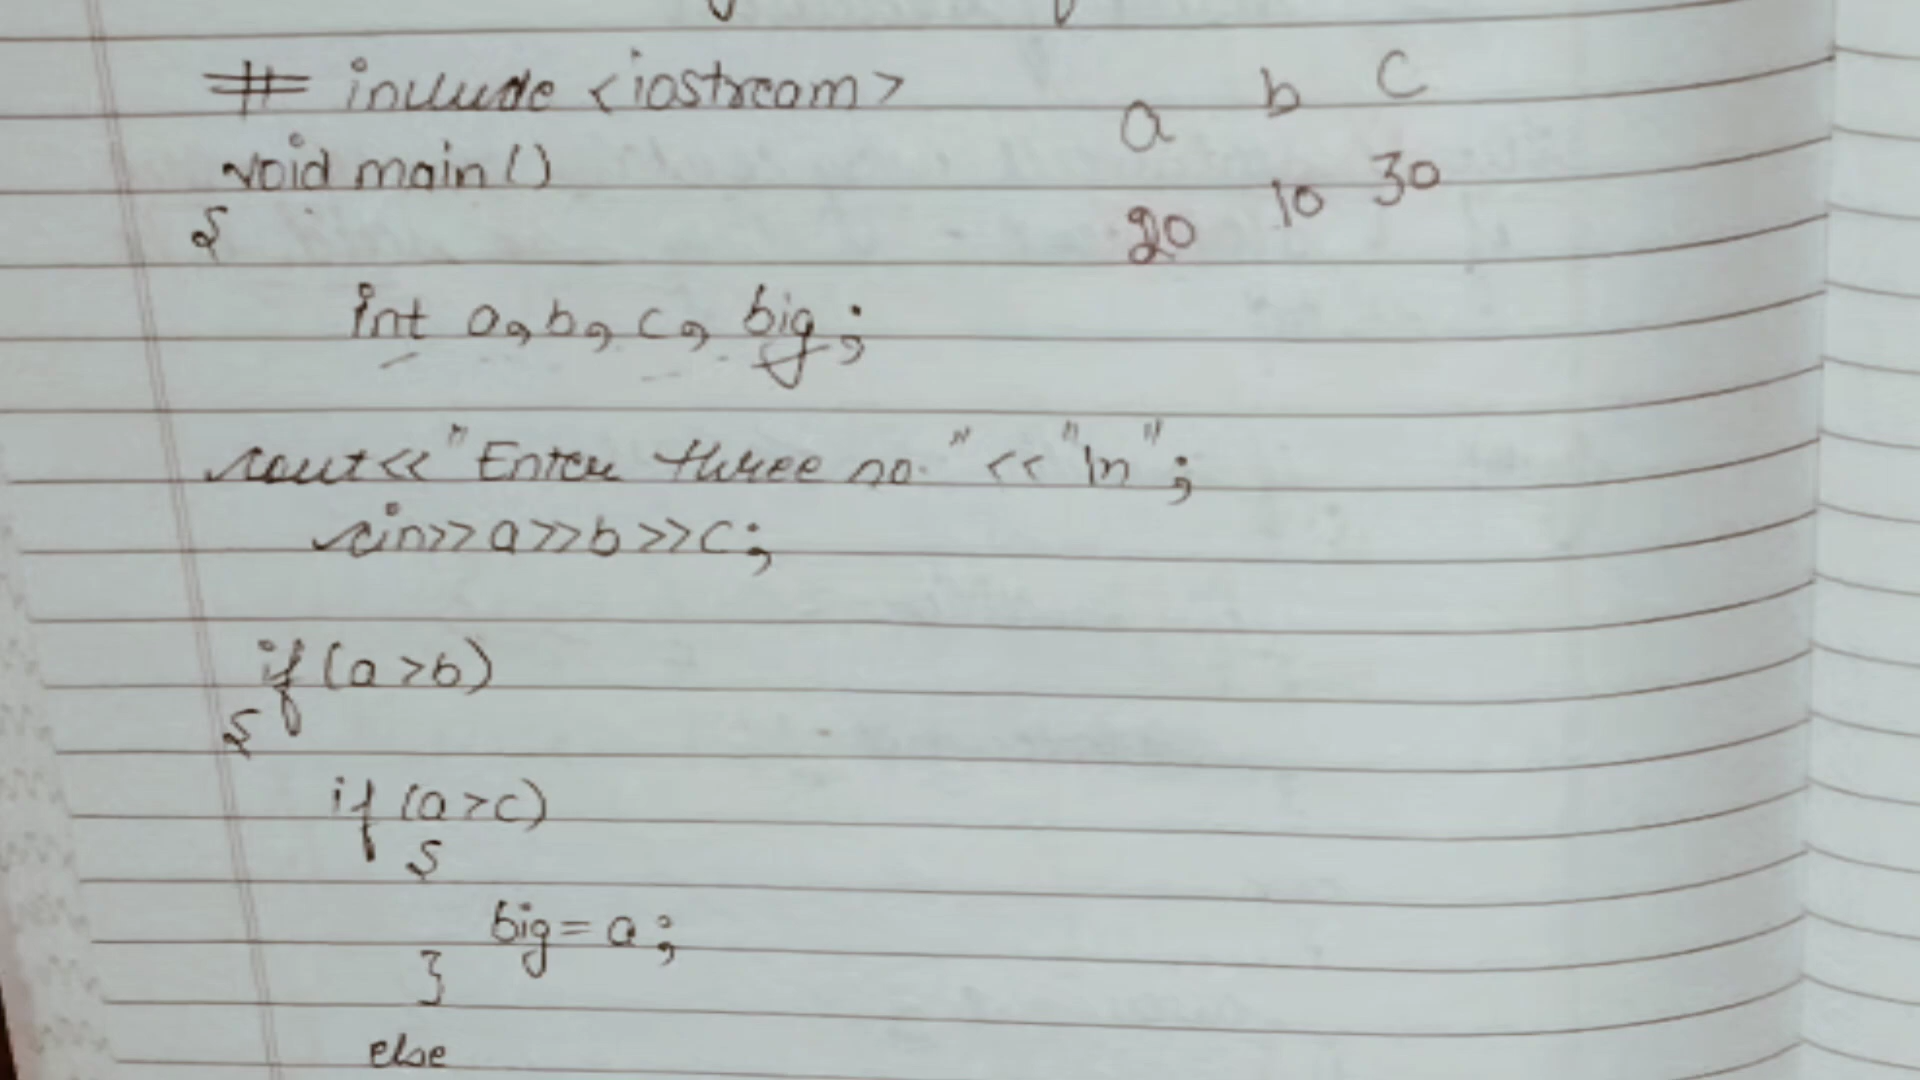 # include <iostream>
void main()
{
int a, b, c, big;
cout<< "Enter three no." << "\n";
cin>>a>>b>>c;
if (a>b)
{
if (a>c)
{
big = a;
}
else
a b c
20 10 30